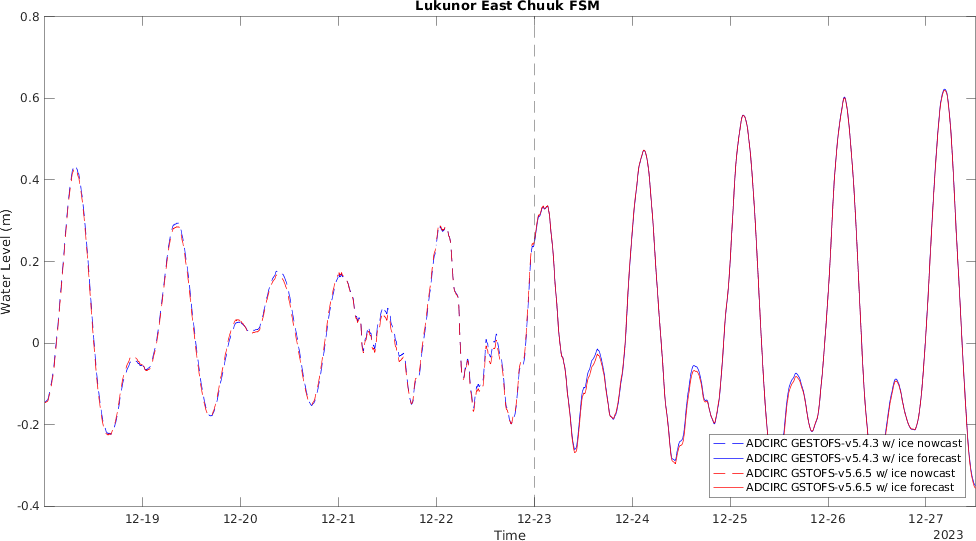 Lukunor East Chuuk FSM
0.8
0.6
0.4
0.2
0
-0.2
-0.4
Water Level (m)
ADCIRC GESTOFS-v5.4.3 w/ ice nowcast
ADCIRC GESTOFS-v5.4.3 w/ ice forecast
ADCIRC GSTOFS-v5.6.5 w/ ice nowcast
ADCIRC GSTOFS-v5.6.5 w/ ice forecast
12-19 12-20 12-21 12-22 12-23 12-24 12-25 12-26 12-27
Time
2023